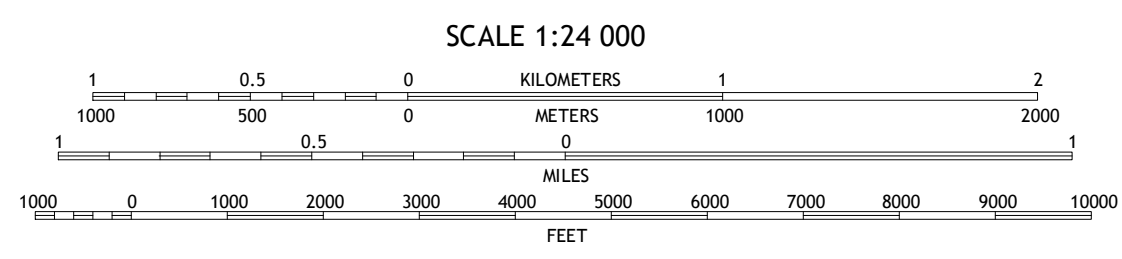 SCALE 1:24 000
1 0.5 0 KILOMETERS 1 2
1000 500 0 METERS 1000 2000
1 0.5 0 1
MILES
1000 0 1000 2000 3000 4000 5000 6000 7000 8000 9000 10000
FEET